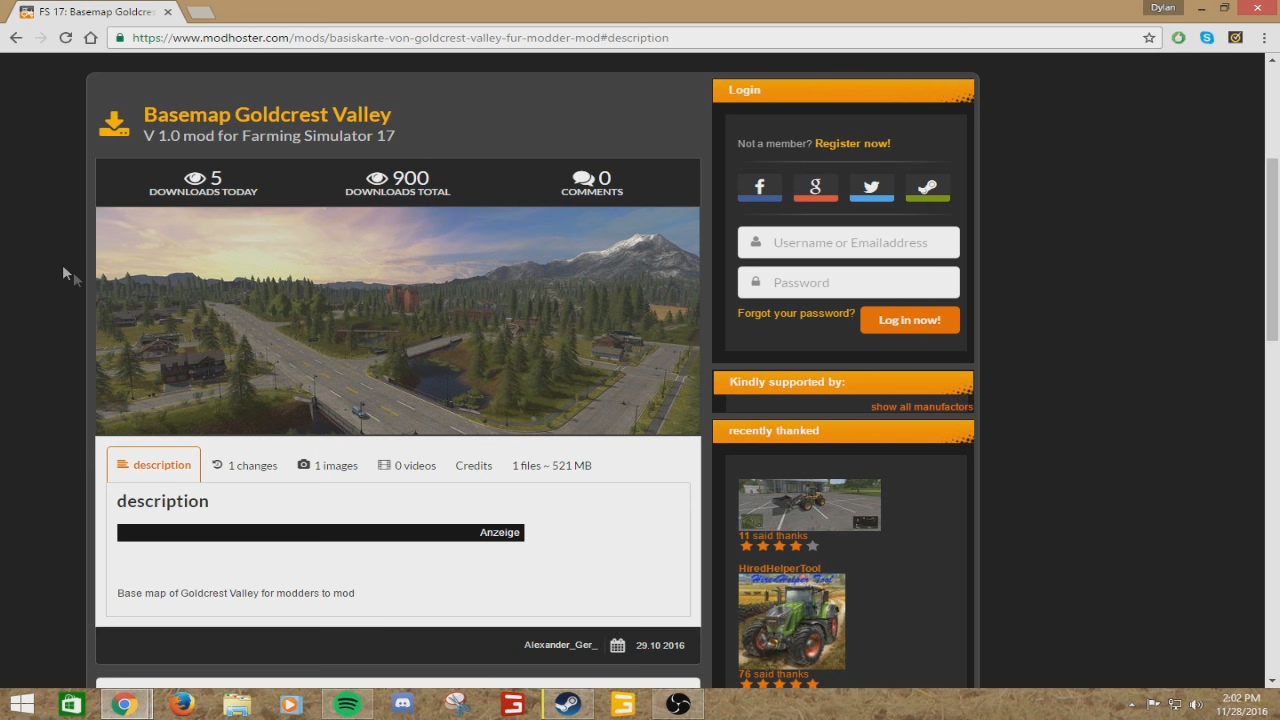 FS 17: Basemap Goldcres
Dylan
https://www.modhoster.com/mods/basiskarte-von-goldcrest-valley-fur-modder-mod#description
Basemap Goldcrest Valley
V 1.0 mod for Farming Simulator 17
5
DOWNLOADS TODAY
900
DOWNLOADS TOTAL
0
COMMENTS
description
1 changes
1 images
0 videos
Credits
1 files ~ 521 MB
description
Anzeige
Base map of Goldcrest Valley for modders to mod
Alexander_Ger_
29.10 2016
Login
Not a member? Register now!
Username or Emailaddress
Password
Forgot your password?
Log in now!
Kindly supported by:
show all manufactors
recently thanked
11 said thanks
HiredHelperTool
HiredHelper Tool
76 said thanks
2:02 PM
11/28/2016